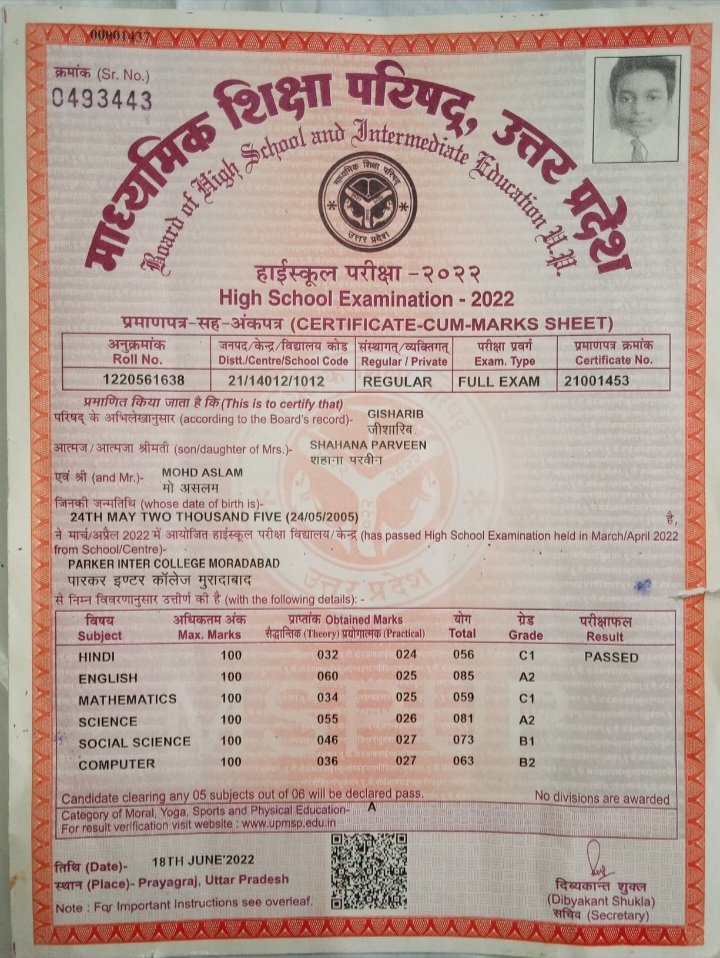 00001437
क्रमांक (Sr. No.)
0493443
माध्यमिक शिक्षा परिषद्, उत्तर प्रदेश
Board of High School and Intermediate Education U.P.
माध्यमिक शिक्षा परिषद्
उत्तर प्रदेश
हाईस्कूल परीक्षा -२०२२
High School Examination - 2022
प्रमाणपत्र-सह-अंकपत्र (CERTIFICATE-CUM-MARKS SHEET)
अनुक्रमांक जनपद/केन्द्र/विद्यालय कोड संस्थागत/व्यक्तिगत परीक्षा प्रवर्ग प्रमाणपत्र क्रमांक
Roll No. Distt./Centre/School Code Regular / Private Exam. Type Certificate No.
1220561638 21/14012/1012 REGULAR FULL EXAM 21001453
प्रमाणित किया जाता है कि (This is to certify that)
परिषद् के अभिलेखानुसार (according to the Board's record)- GISHARIB
जीशारिब
आत्मज/आत्मजा श्रीमती (son/daughter of Mrs.)- SHAHANA PARVEEN
शहाना परवीन
एवं श्री (and Mr.)- MOHD ASLAM
मो असलम
जिनकी जन्मतिथि (whose date of birth is)-
24TH MAY TWO THOUSAND FIVE (24/05/2005) है,
ने मार्च/अप्रैल 2022 में आयोजित हाईस्कूल परीक्षा विद्यालय/केन्द्र (has passed High School Examination held in March/April 2022
from School/Centre)-
PARKER INTER COLLEGE MORADABAD
पारकर इण्टर कॉलेज मुरादाबाद
उत्तर प्रदेश
से निम्न विवरणानुसार उत्तीर्ण की है (with the following details): -
विषय अधिकतम अंक प्राप्तांक Obtained Marks योग ग्रेड परीक्षाफल
Subject Max. Marks सैद्धान्तिक (Theory) प्रयोगात्मक (Practical) Total Grade Result
HINDI 100 032 024 056 C1 PASSED
ENGLISH 100 060 025 085 A2
MATHEMATICS 100 034 025 059 C1
SCIENCE 100 055 026 081 A2
SOCIAL SCIENCE 100 046 027 073 B1
COMPUTER 100 036 027 063 B2
Candidate clearing any 05 subjects out of 06 will be declared pass. No divisions are awarded
Category of Moral, Yoga, Sports and Physical Education- A
For result verification visit website : www.upmsp.edu.in
तिथि (Date)- 18TH JUNE'2022
स्थान (Place)- Prayagraj, Uttar Pradesh
दिब्यकान्त शुक्ल
(Dibyakant Shukla)
सचिव (Secretary)
Note : For Important Instructions see overleaf.